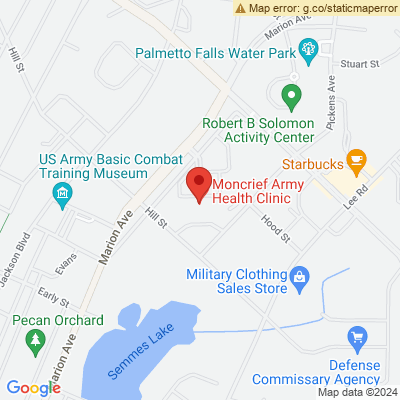 Map error: g.co/staticmaperror
Marion Ave
Hill St
Palmetto Falls Water Park
Stuart St
Pickens Ave
Robert B Solomon
Activity Center
US Army Basic Combat
Training Museum
Starbucks
Moncrief Army
Health Clinic
Lee Rd
Hill St
Hood St
Marion Ave
Jackson Blvd
Evans
Military Clothing
Sales Store
Early St
Pecan Orchard
Semmes Lake
Marion Ave
Defense
Commissary Agency
Google
Map data ©2024